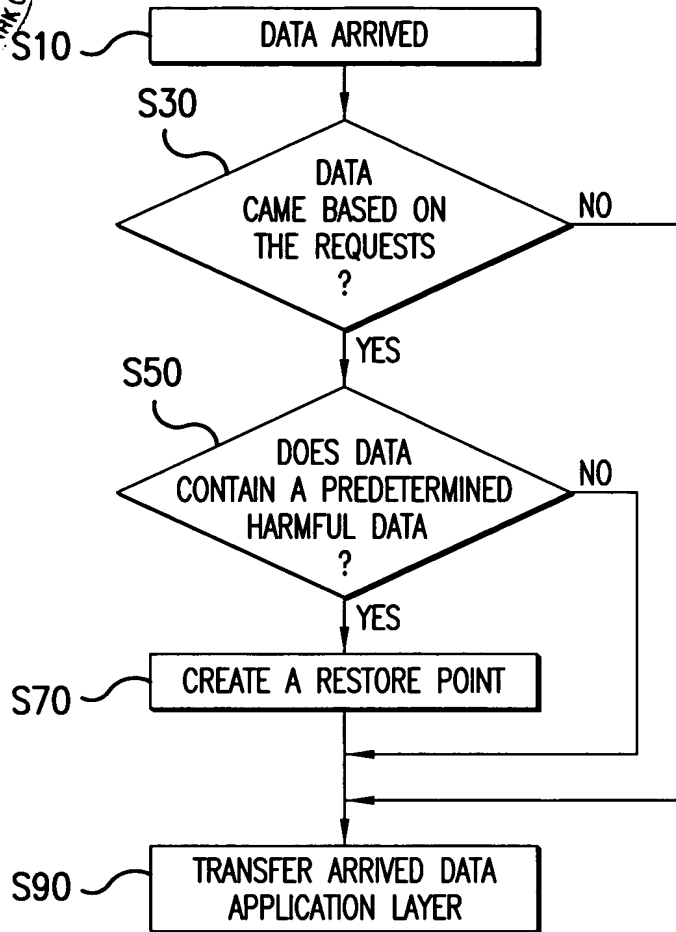 S10
DATA ARRIVED
S30
DATA
CAME BASED ON
THE REQUESTS
?
NO
YES
S50
DOES DATA
CONTAIN A PREDETERMINED
HARMFUL DATA
?
NO
YES
S70
CREATE A RESTORE POINT
S90
TRANSFER ARRIVED DATA
APPLICATION LAYER